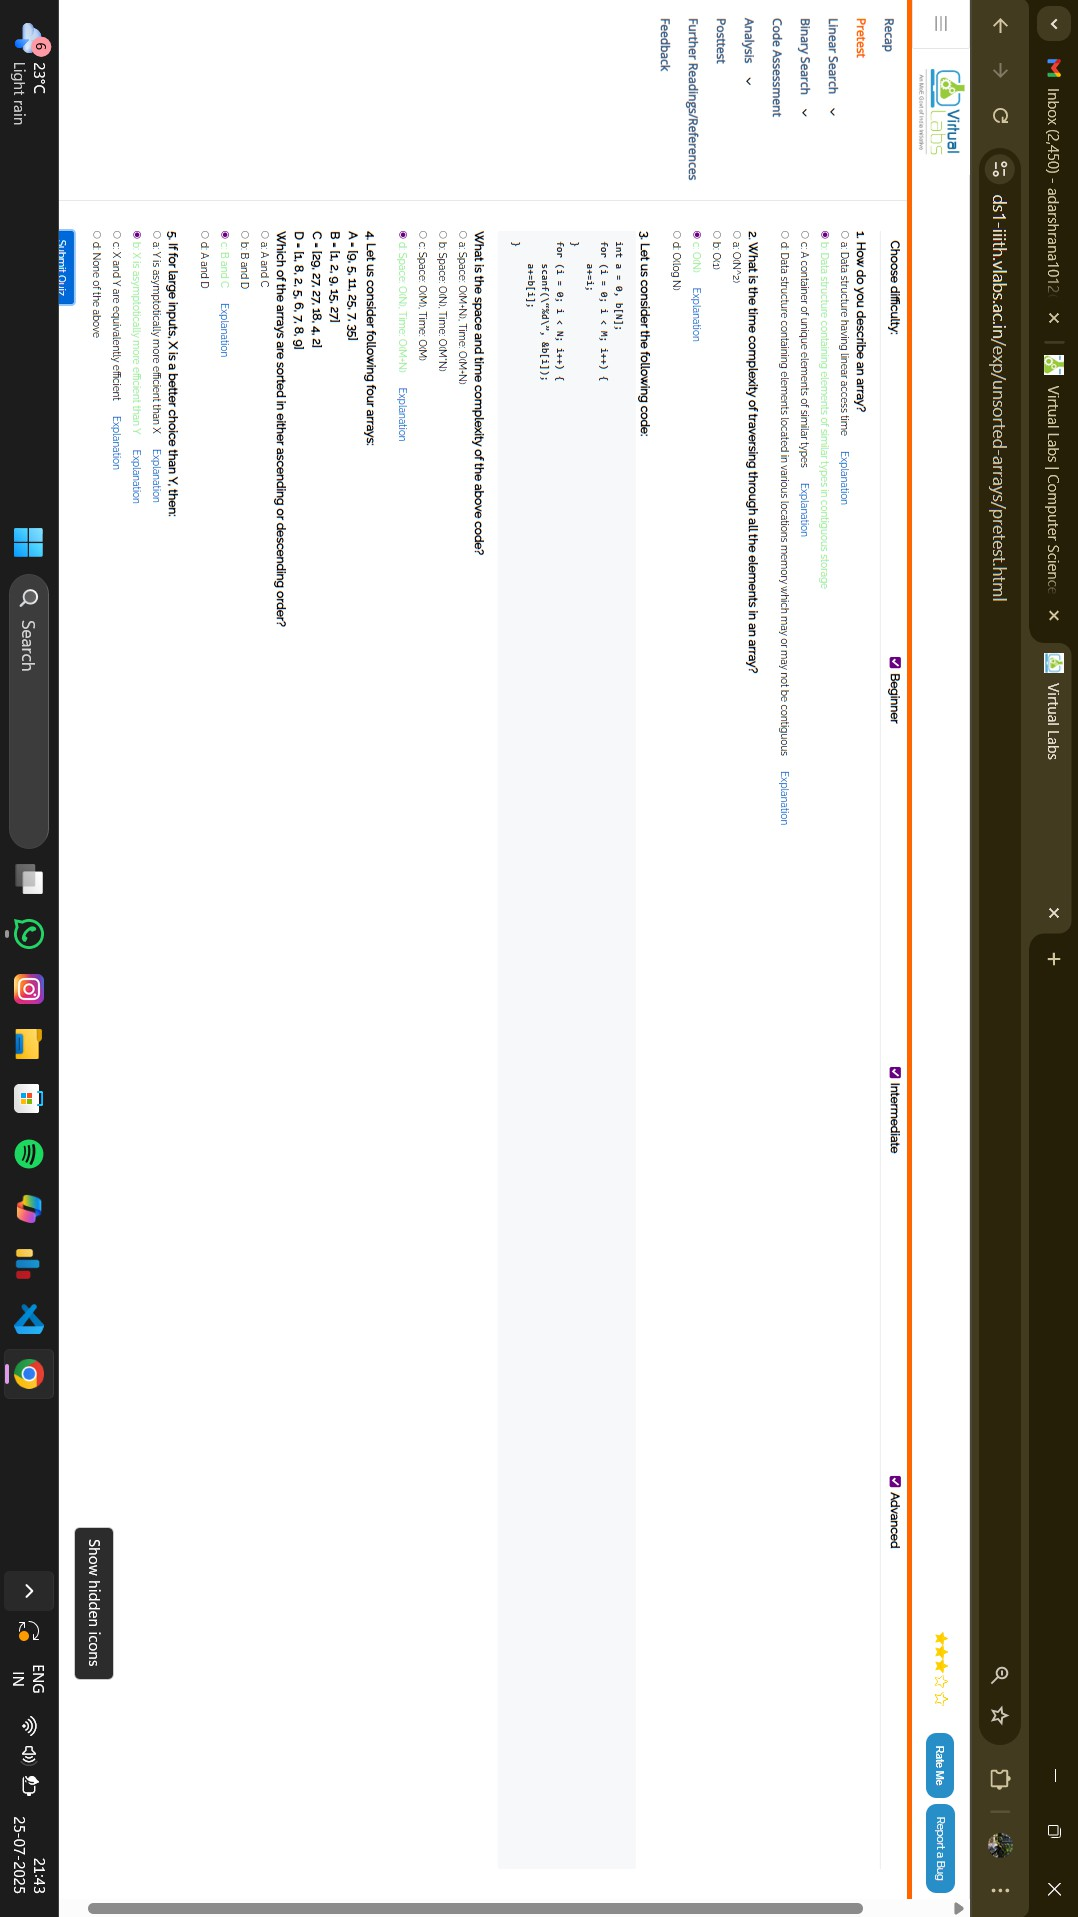 Inbox (2,450) - adarshrana1012
Virtual Labs | Computer Science
Virtual Labs
ds1-iiith.vlabs.ac.in/exp/unsorted-arrays/pretest.html
Virtual
Labs
An MoE Govt of India Initiative
Rate Me
Report a Bug
Recap
Pretest
Linear Search
Binary Search
Code Assessment
Analysis
Posttest
Further Readings/References
Feedback
Choose difficulty:
Beginner
Intermediate
Advanced
1. How do you describe an array?
a: Data structure having linear access time Explanation
b: Data structure containing elements of similar types in contiguous storage
c: A container of unique elements of similar types Explanation
d: Data structure containing elements located in various locations memory which may or may not be contiguous Explanation
2. What is the time complexity of traversing through all the elements in an array?
a: O(N^2)
b: O(1)
c: O(N) Explanation
d: O(log N)
3. Let us consider the following code:
int a = 0, b[N];
for (i = 0; i < M; i++) {
a+=i;
}
for (i = 0; i < N; i++) {
scanf(\"%d\", &b[i]);
a+=b[i];
}
What is the space and time complexity of the above code?
a: Space: O(M+N), Time: O(M+N)
b: Space: O(N), Time: O(M*N)
c: Space: O(M), Time: O(M)
d: Space: O(N), Time: O(M+N) Explanation
4. Let us consider following four arrays:
A = [9, 5, 11, 25, 7, 35]
B = [1, 2, 9, 15, 27]
C = [29, 27, 27, 18, 4, 2]
D = [1, 8, 2, 5, 6, 7, 8, 9]
Which of the arrays are sorted in either ascending or descending order?
a: A and C
b: B and D
c: B and C Explanation
d: A and D
5. If for large inputs, X is a better choice than Y, then:
a: Y is asymptotically more efficient than X Explanation
b: X is asymptotically more efficient than Y Explanation
c: X and Y are equivalently efficient Explanation
d: None of the above
Submit Quiz
Show hidden icons
6
23°C
Light rain
Search
ENG
IN
21:43
25-07-2025